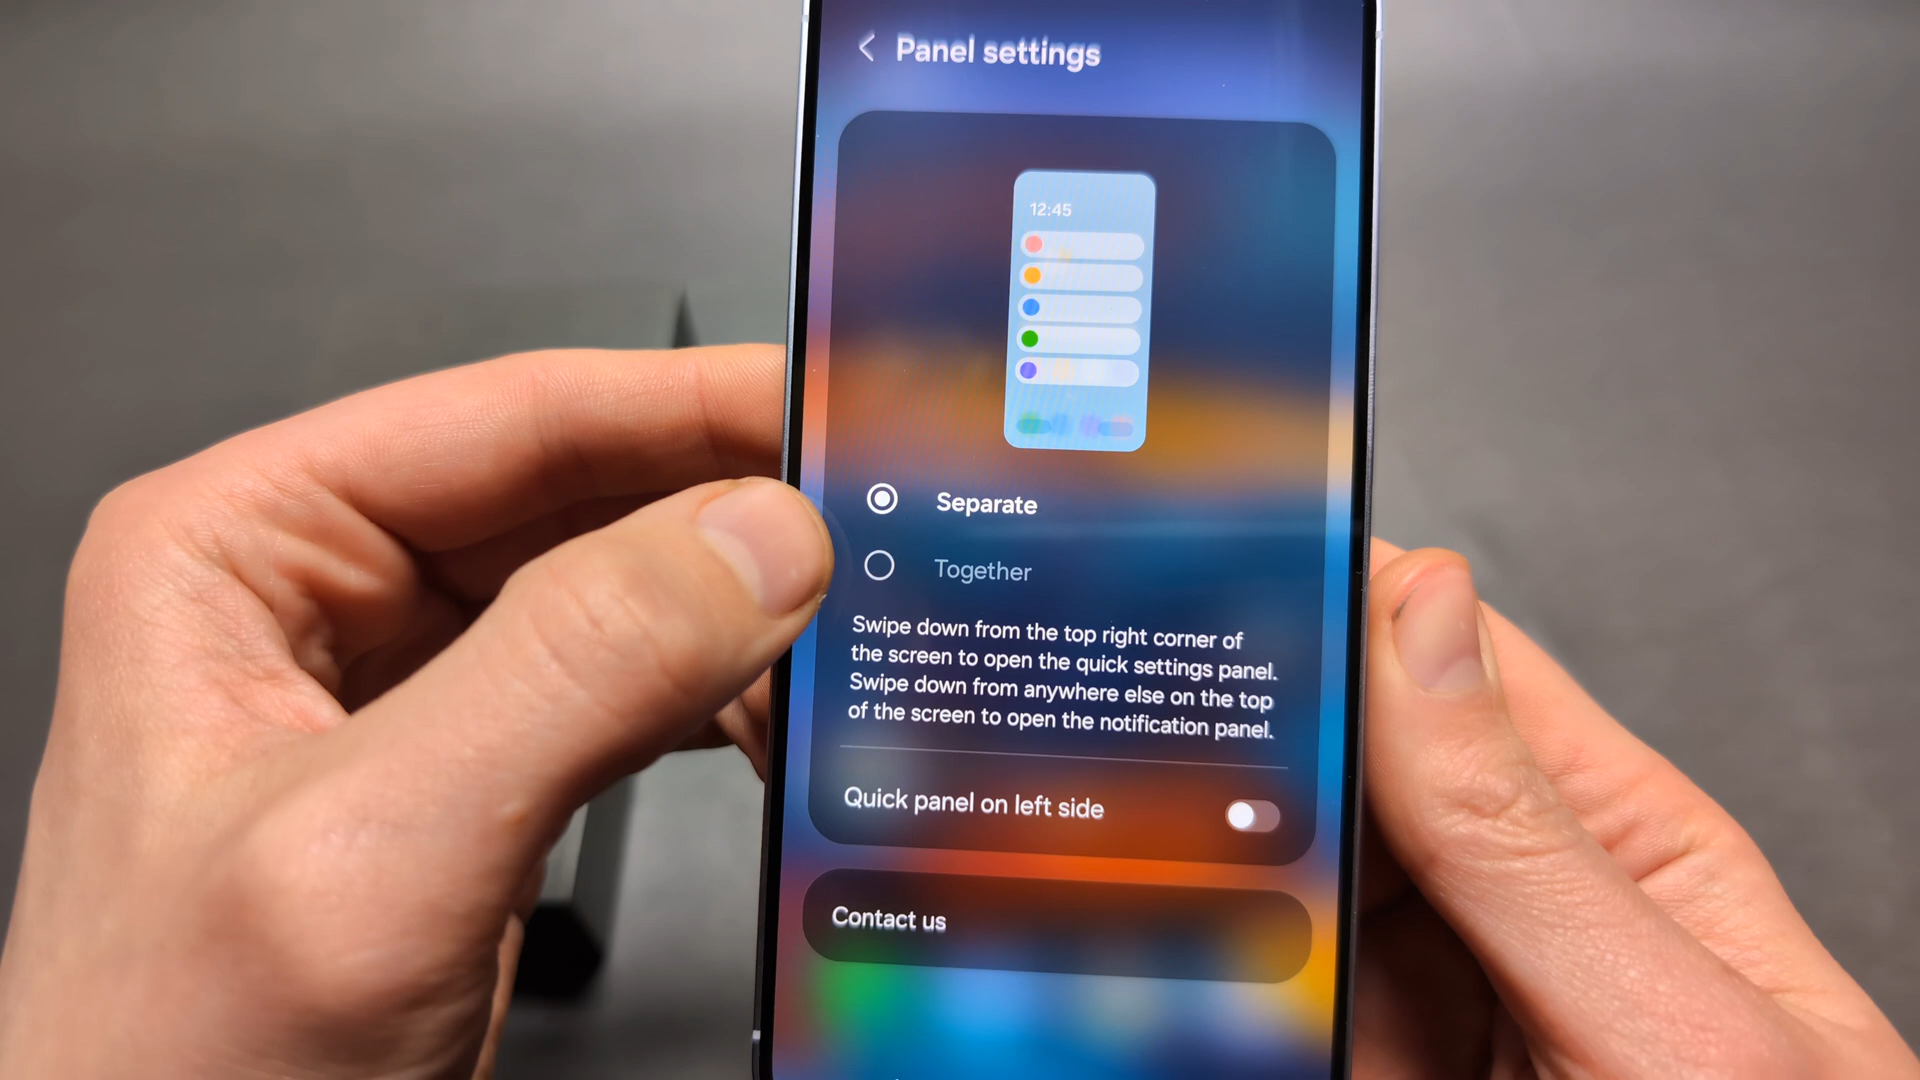 Panel settings
12:45
Separate
Together
Swipe down from the top right corner of
the screen to open the quick settings panel.
Swipe down from anywhere else on the top
of the screen to open the notification panel.
Quick panel on left side
Contact us